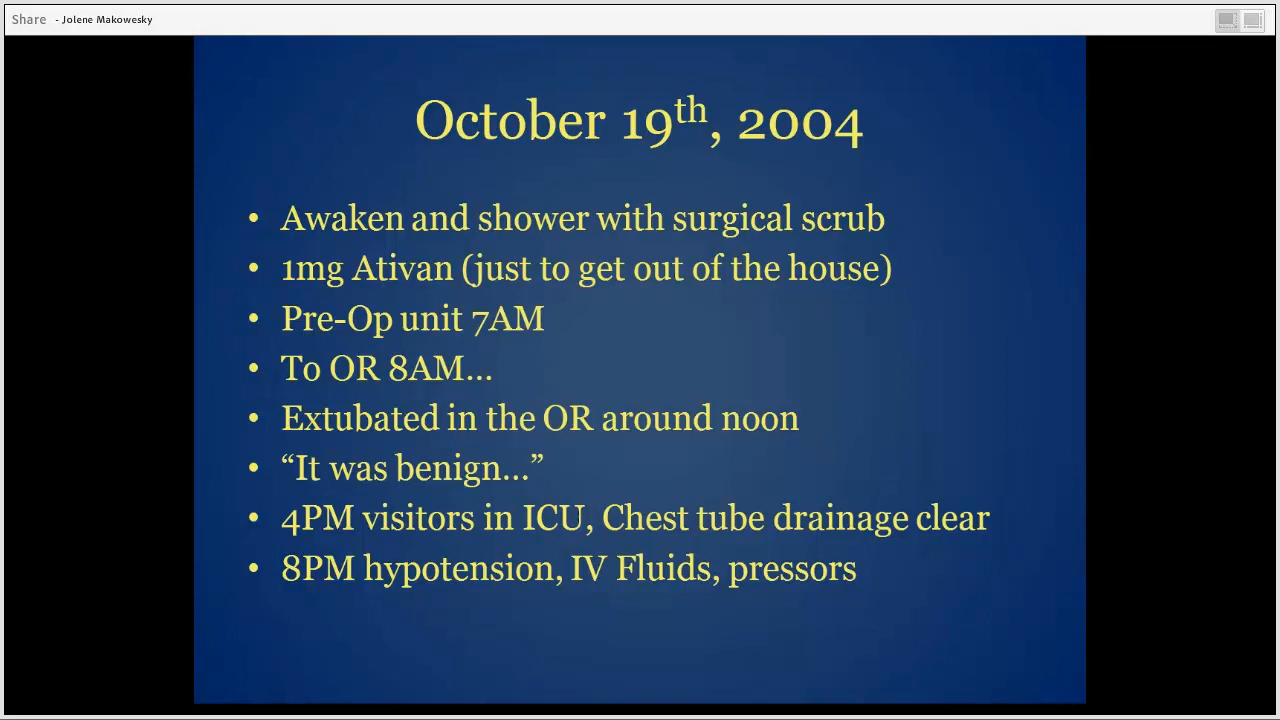 Share - Jolene Makowesky
October 19th, 2004
• Awaken and shower with surgical scrub
• 1mg Ativan (just to get out of the house)
• Pre-Op unit 7AM
• To OR 8AM...
• Extubated in the OR around noon
• “It was benign...”
• 4PM visitors in ICU, Chest tube drainage clear
• 8PM hypotension, IV Fluids, pressors